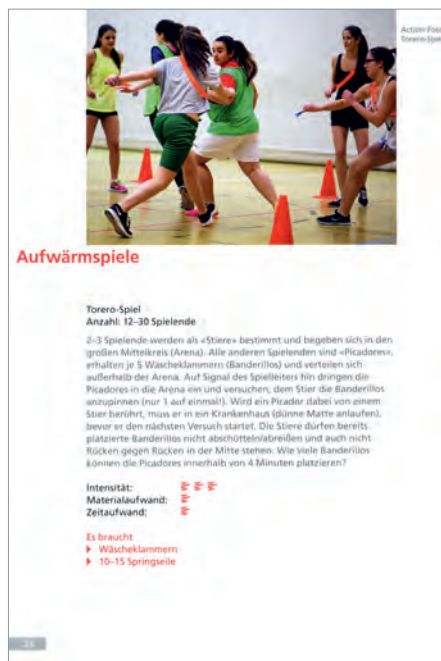 Action-Foto
Torero-Spiel
Aufwärmspiele
Torero-Spiel
Anzahl: 12–30 Spielende
2–3 Spielende werden als «Stiere» bestimmt und begeben sich in den
großen Mittelkreis (Arena). Alle anderen Spielenden sind «Picadores»,
erhalten je 5 Wäscheklammern (Banderillos) und verteilen sich
außerhalb der Arena. Auf Signal des Spielleiters hin dringen die
Picadores in die Arena ein und versuchen, dem Stier die Banderillos
anzupinnen (nur 1 auf einmal!). Wird ein Picador dabei von einem
Stier berührt, muss er in ein Krankenhaus (dünne Matte anlaufen),
bevor er den nächsten Versuch startet. Die Stiere dürfen bereits
platzierte Banderillos nicht abschütteln/abreißen und auch nicht
Rücken gegen Rücken in der Mitte stehen. Wie viele Banderillos
können die Picadores innerhalb von 4 Minuten platzieren?
Intensität:
Materialaufwand:
Zeitaufwand:
Es braucht
Wäscheklammern
10–15 Springseile